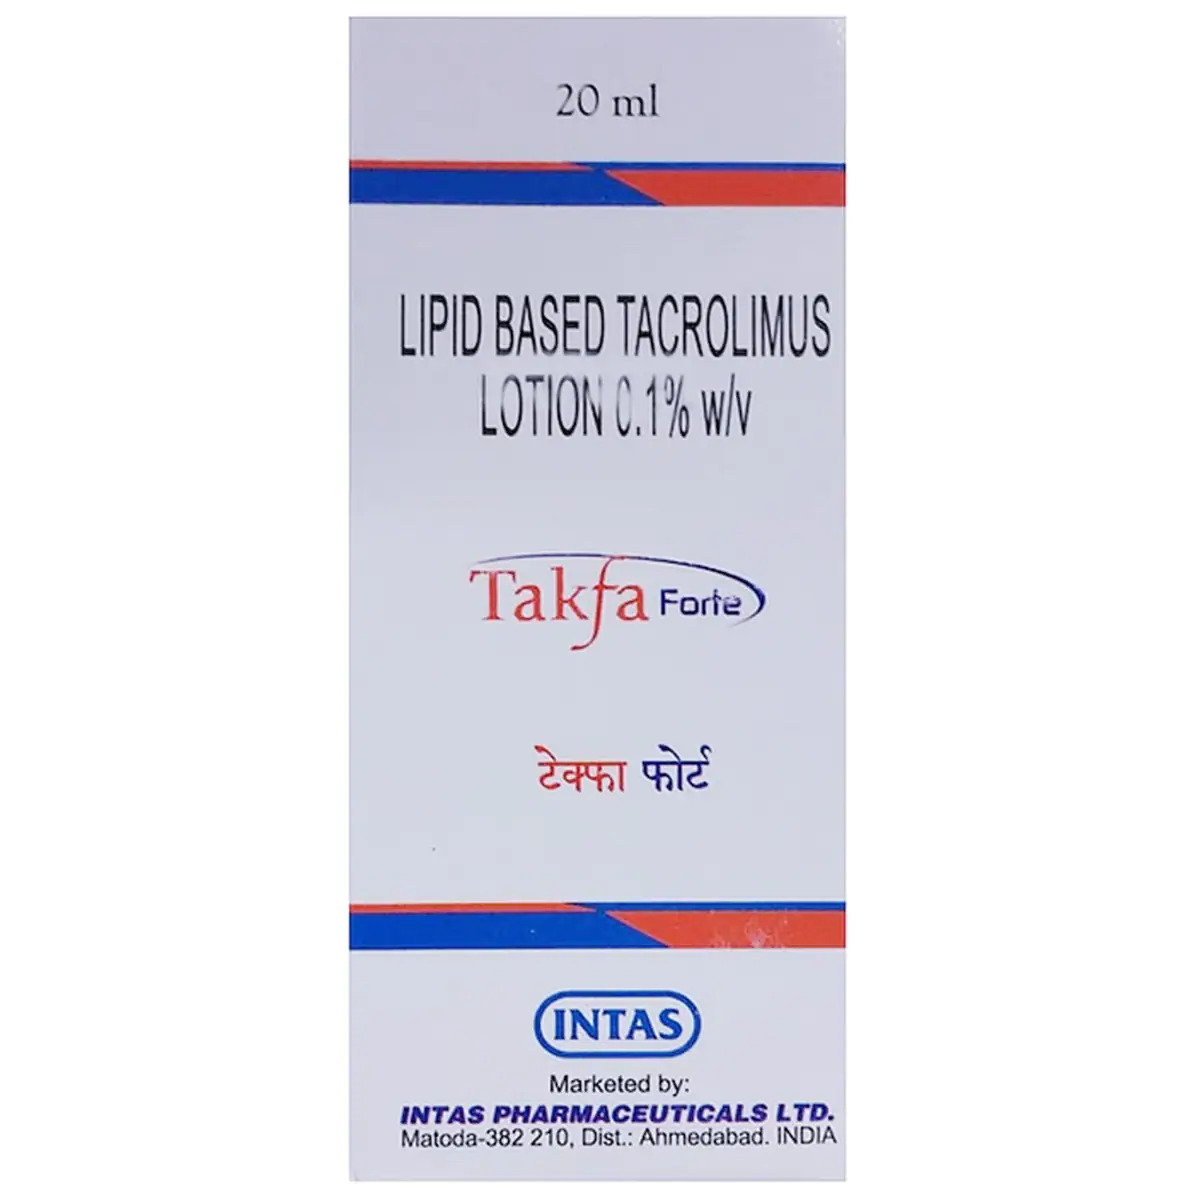 20 ml
LIPID BASED TACROLIMUS
LOTION 0.1% w/v
Takfa Forte
टेक्फा फोर्ट
INTAS
Marketed by:
INTAS PHARMACEUTICALS LTD.
Matoda-382 210, Dist.: Ahmedabad. INDIA